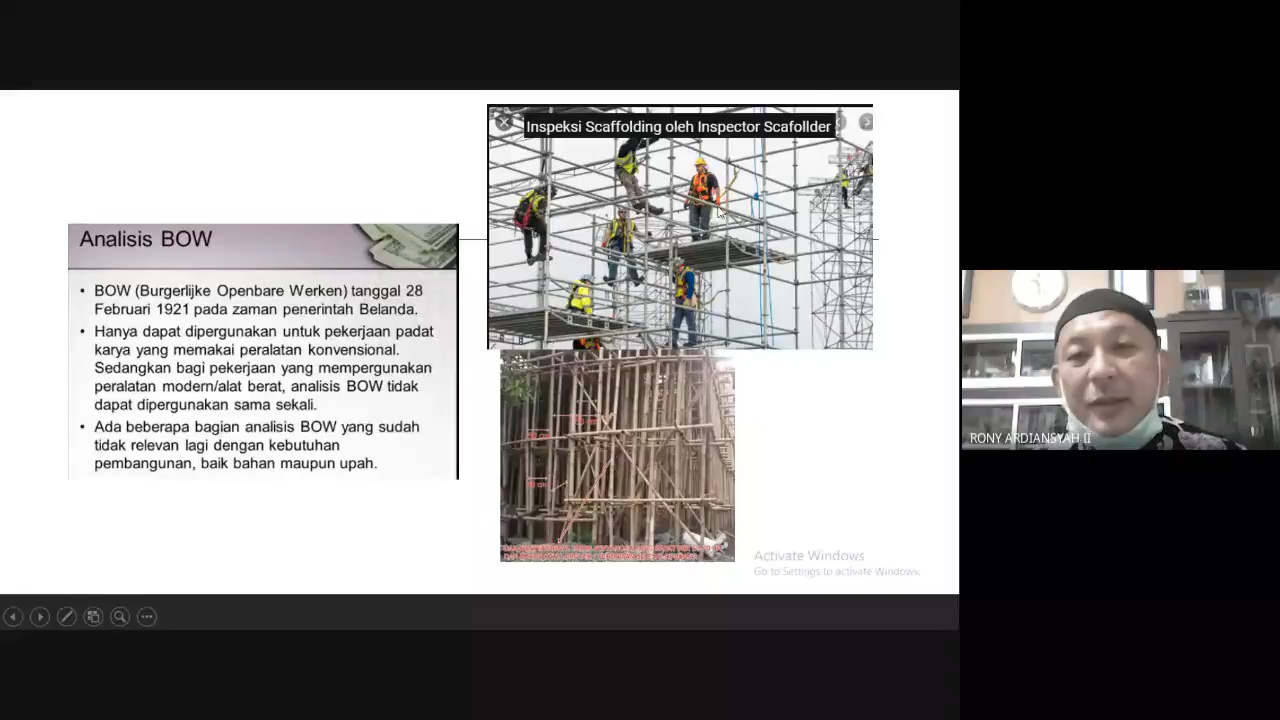 Inspeksi Scaffolding oleh Inspector Scafollder
Analisis BOW
• BOW (Burgerlijke Openbare Werken) tanggal 28
Februari 1921 pada zaman penerintah Belanda.
• Hanya dapat dipergunakan untuk pekerjaan padat
karya yang memakai peralatan konvensional.
Sedangkan bagi pekerjaan yang mempergunakan
peralatan modern/alat berat, analisis BOW tidak
dapat dipergunakan sama sekali.
• Ada beberapa bagian analisis BOW yang sudah
tidak relevan lagi dengan kebutuhan
pembangunan, baik bahan maupun upah.
RONY ARDIANSYAH II
Activate Windows
Go to Settings to activate Windows.